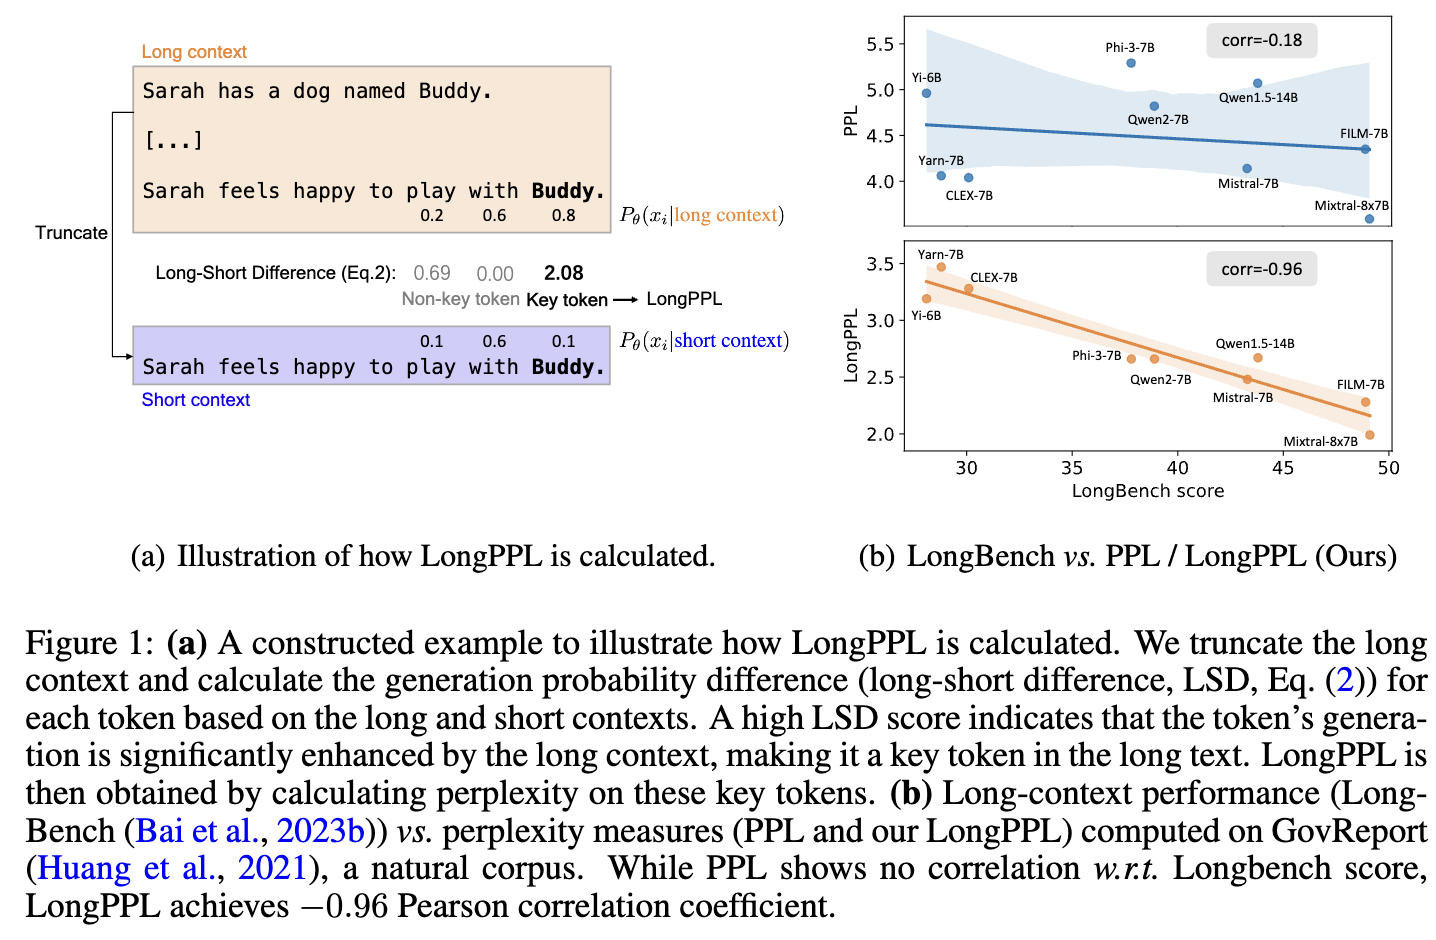 Long context
Sarah has a dog named Buddy.
[...]
Sarah feels happy to play with Buddy.
0.2 0.6 0.8 Pθ(xi|long context)
Truncate
Long-Short Difference (Eq.2): 0.69 0.00 2.08
Non-key token Key token → LongPPL
0.1 0.6 0.1 Pθ(xi|short context)
Sarah feels happy to play with Buddy.
Short context
(a) Illustration of how LongPPL is calculated.
corr=-0.18
PPL
5.5
5.0
4.5
4.0
Yi-6B
Phi-3-7B
Qwen1.5-14B
Qwen2-7B
FILM-7B
Yarn-7B
CLEX-7B
Mistral-7B
Mixtral-8x7B
corr=-0.96
LongPPL
3.5
3.0
2.5
2.0
Yarn-7B
CLEX-7B
Yi-6B
Phi-3-7B
Qwen2-7B
Qwen1.5-14B
Mistral-7B
FILM-7B
Mixtral-8x7B
30 35 40 45 50
LongBench score
(b) LongBench vs. PPL / LongPPL (Ours)
Figure 1: (a) A constructed example to illustrate how LongPPL is calculated. We truncate the long
context and calculate the generation probability difference (long-short difference, LSD, Eq. (2)) for
each token based on the long and short contexts. A high LSD score indicates that the token's genera-
tion is significantly enhanced by the long context, making it a key token in the long text. LongPPL is
then obtained by calculating perplexity on these key tokens. (b) Long-context performance (Long-
Bench (Bai et al., 2023b)) vs. perplexity measures (PPL and our LongPPL) computed on GovReport
(Huang et al., 2021), a natural corpus. While PPL shows no correlation w.r.t. Longbench score,
LongPPL achieves −0.96 Pearson correlation coefficient.